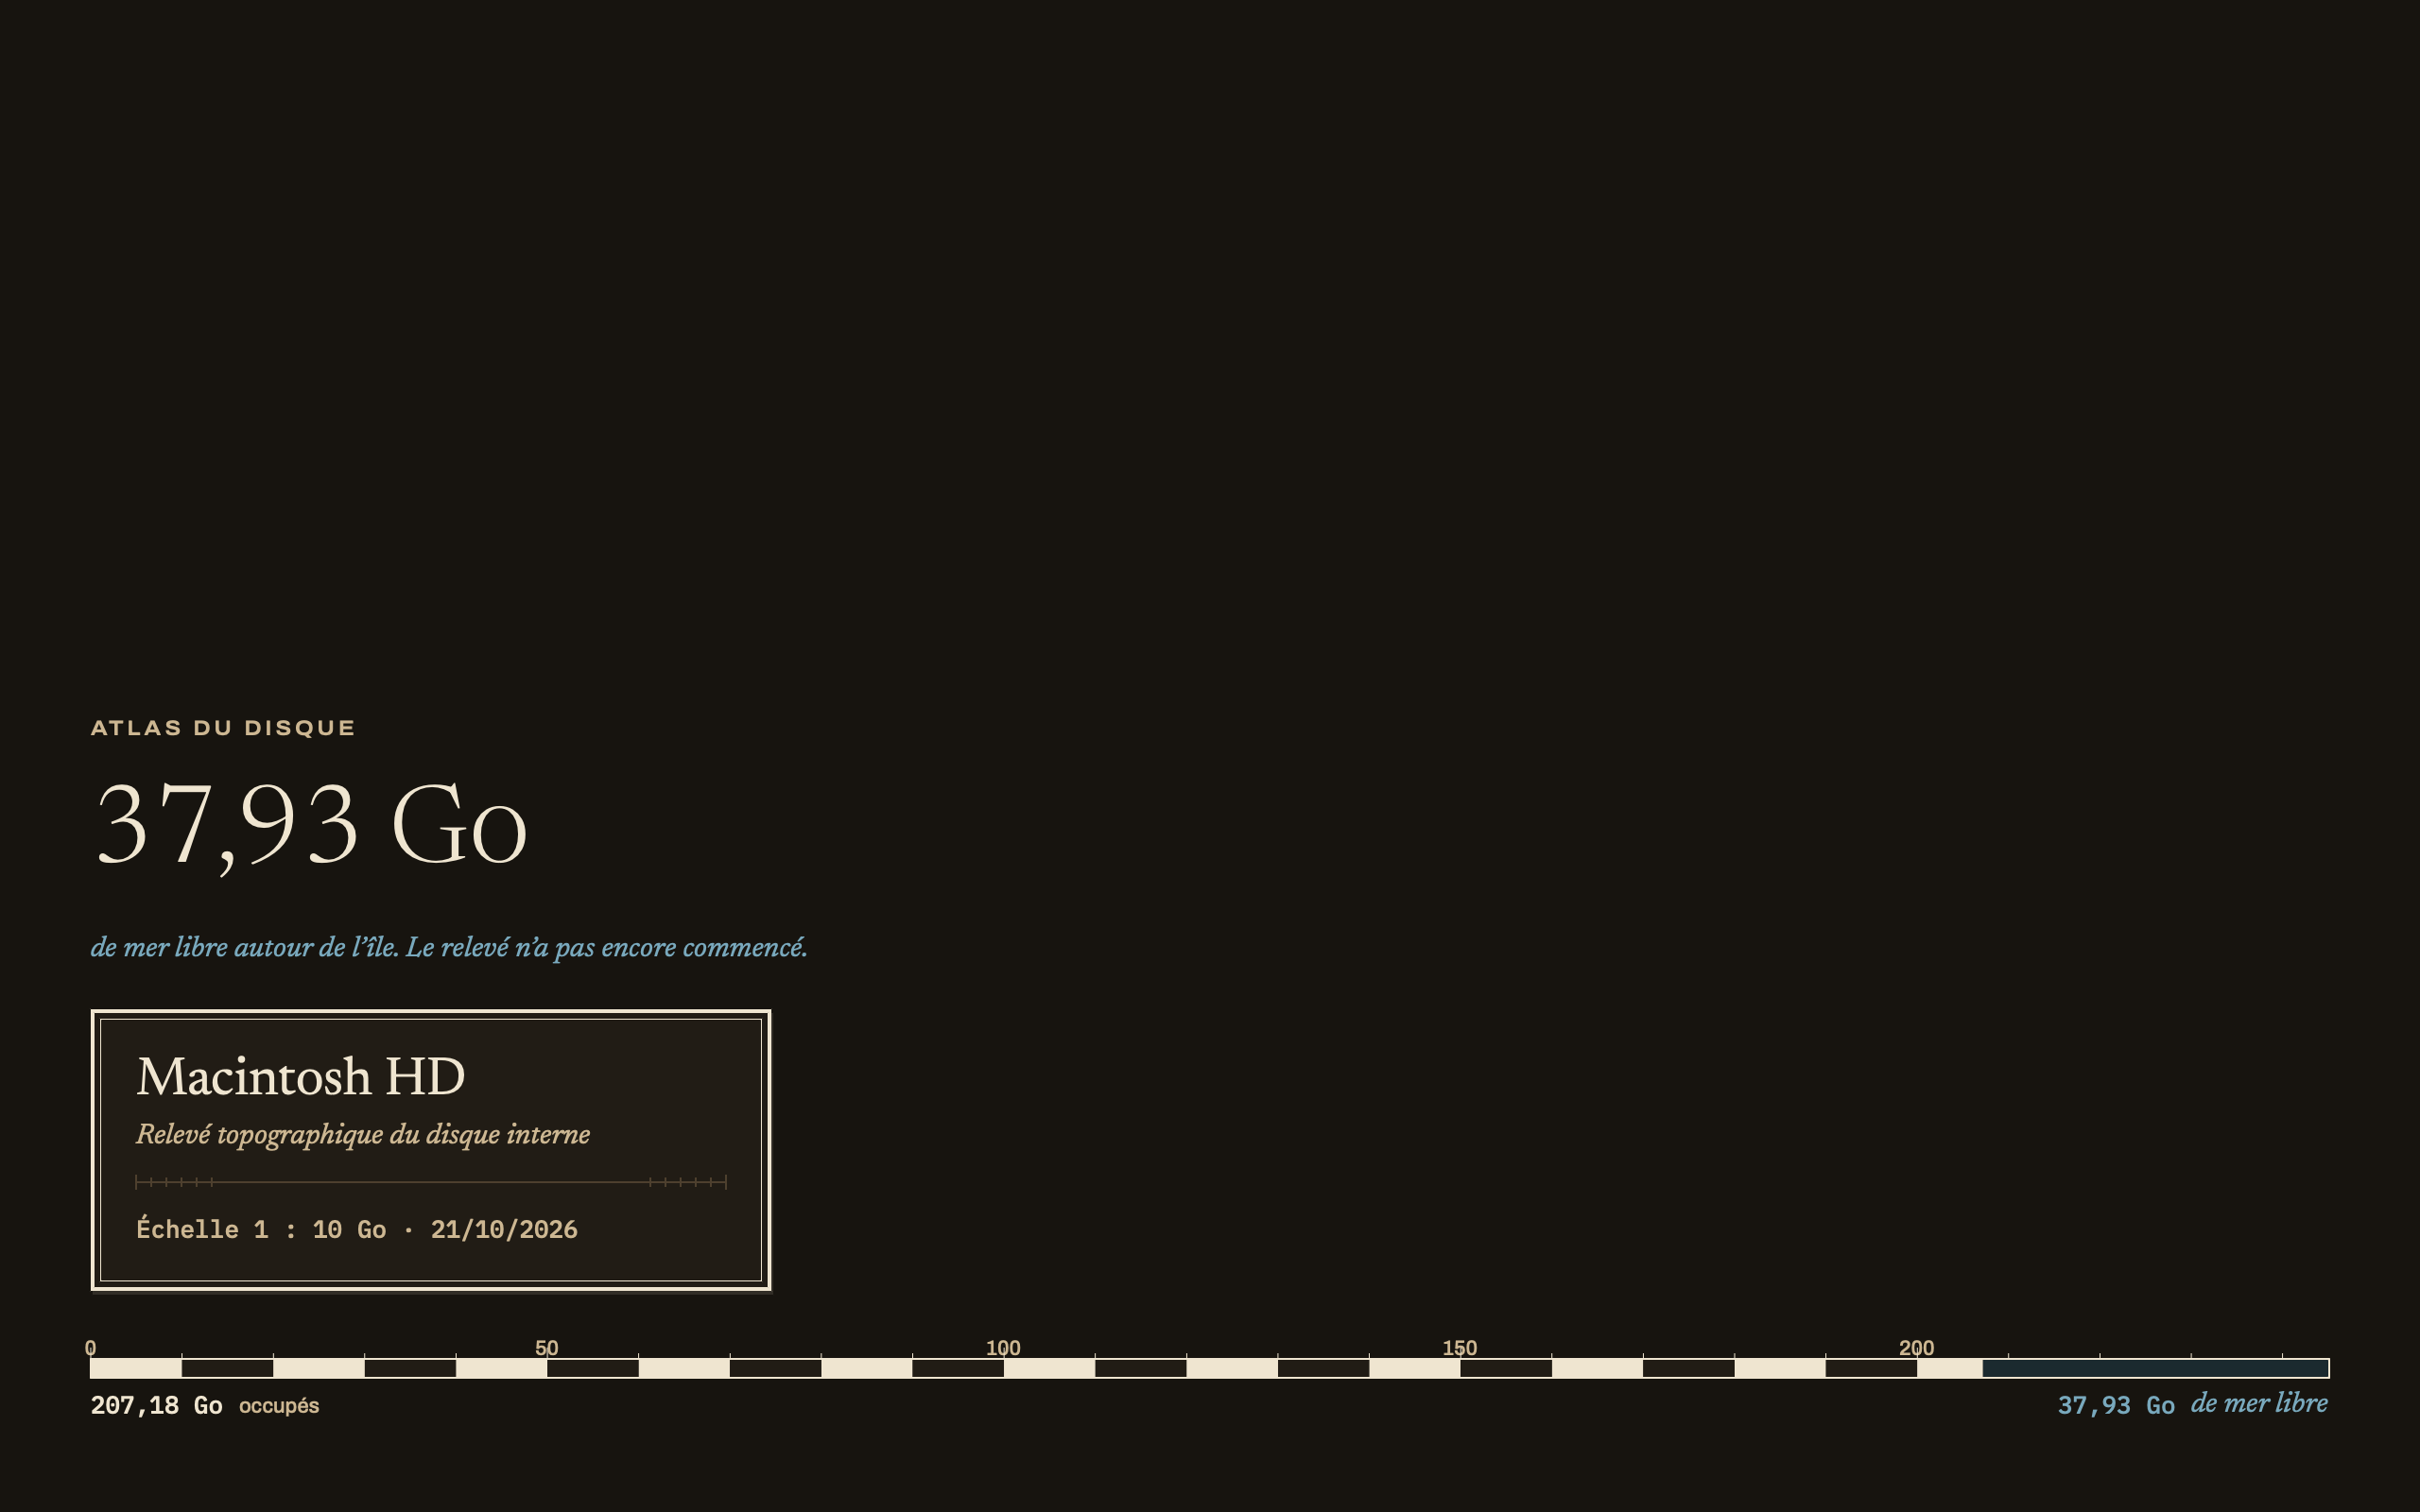 ATLAS DU DISQUE
37,93 Go
de mer libre autour de l’île. Le relevé n’a pas encore commencé.
Macintosh HD
Relevé topographique du disque interne
Échelle 1 : 10 Go · 21/10/2026
0 50 100 150 200
207,18 Go occupés 37,93 Go de mer libre